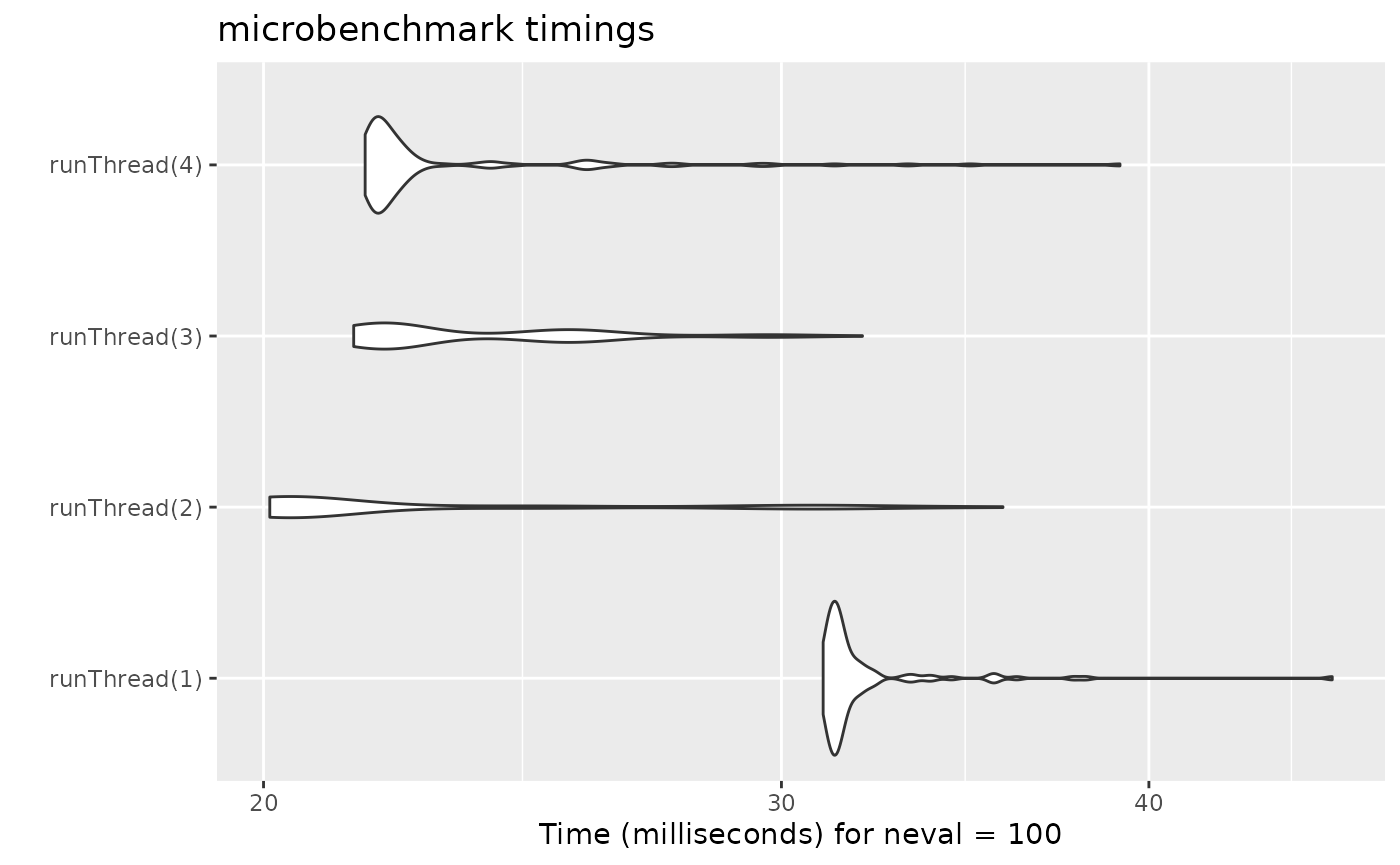 microbenchmark timings
runThread(4)
runThread(3)
runThread(2)
runThread(1)
20 30 40
Time (milliseconds) for neval = 100